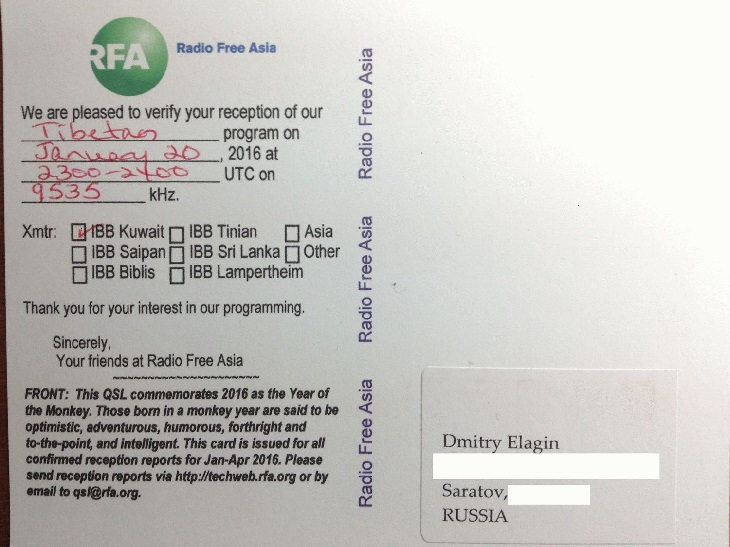 RFA
Radio Free Asia
We are pleased to verify your reception of our
Tibetan program on
January 20, 2016 at
2300-2400 UTC on
9535 kHz.
Xmtr: IBB Kuwait IBB Tinian Asia
IBB Saipan IBB Sri Lanka Other
IBB Biblis IBB Lampertheim
Thank you for your interest in our programming.
Sincerely,
Your friends at Radio Free Asia
~~~~~~~~~~~~~~~~~~~~
FRONT: This QSL commemorates 2016 as the Year of
the Monkey. Those born in a monkey year are said to be
optimistic, adventurous, humorous, forthright and
to-the-point, and intelligent. This card is issued for all
confirmed reception reports for Jan-Apr 2016. Please
send reception reports via http://techweb.rfa.org or by
email to qsl@rfa.org.
Radio Free Asia
Radio Free Asia
Radio Free Asia
Dmitry Elagin
Saratov,
RUSSIA